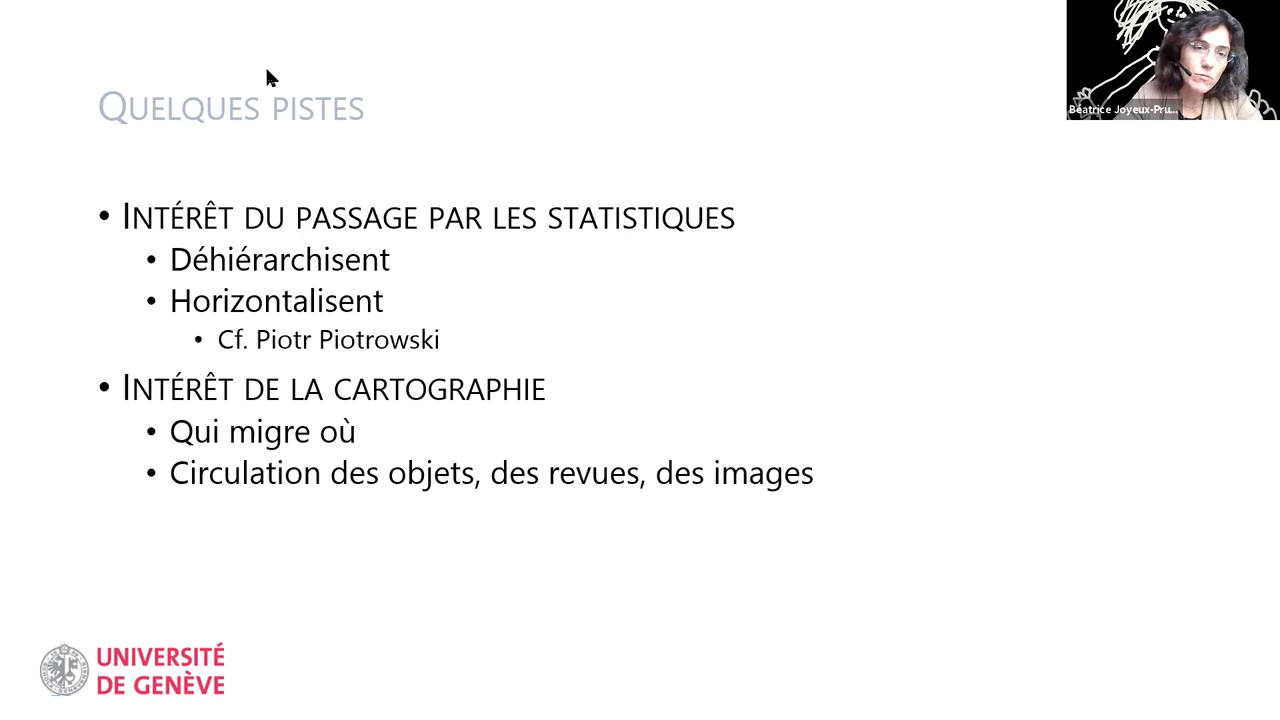 QUELQUES PISTES
Béatrice Joyeux-Pru...
• INTÉRÊT DU PASSAGE PAR LES STATISTIQUES
• Déhiérarchisent
• Horizontalisent
• Cf. Piotr Piotrowski
• INTÉRÊT DE LA CARTOGRAPHIE
• Qui migre où
• Circulation des objets, des revues, des images
UNIVERSITÉ
DE GENÈVE